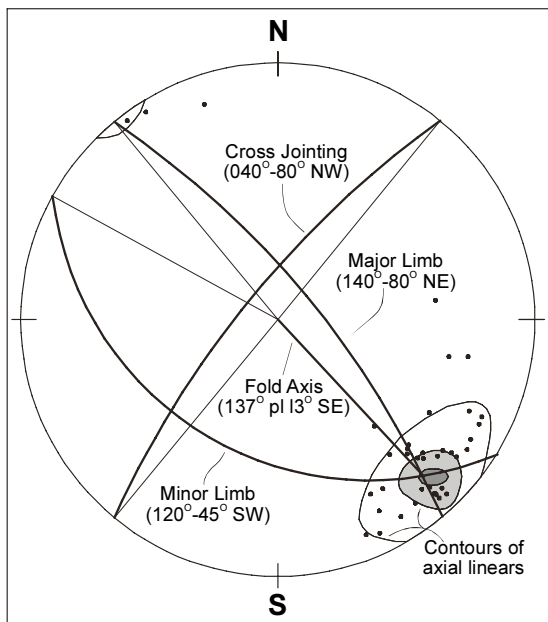 N
Cross Jointing
(040°-80° NW)
Major Limb
(140°-80° NE)
Fold Axis
(137° pl l3° SE)
Minor Limb
(120°-45° SW)
Contours of
axial linears
S